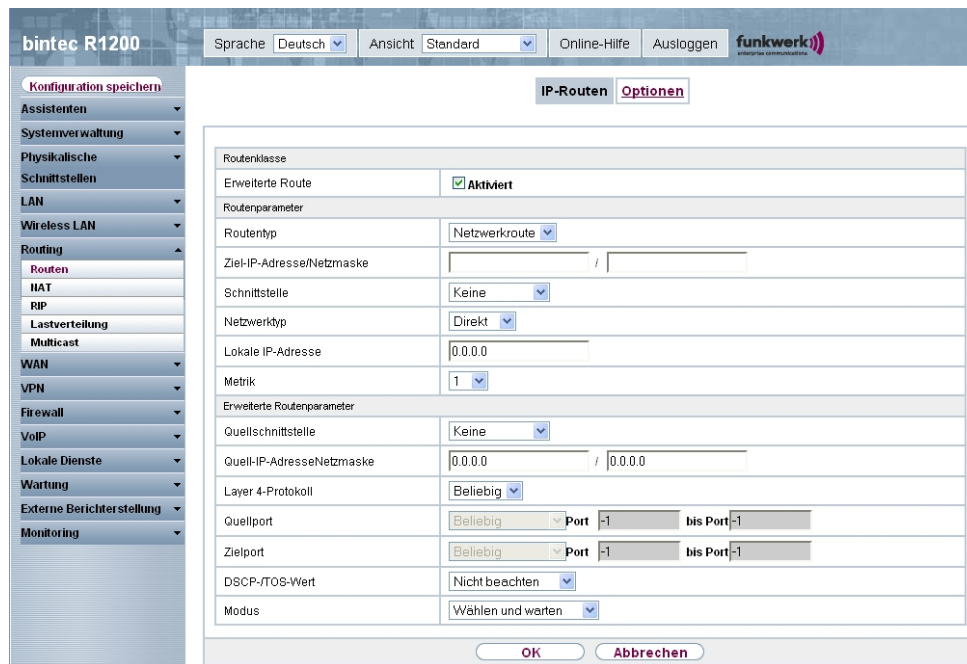 bintec R1200
Sprache Deutsch Ansicht Standard Online-Hilfe Ausloggen funkwerk
enterprise communications
Konfiguration speichern
Assistenten
Systemverwaltung
Physikalische
Schnittstellen
LAN
Wireless LAN
Routing
Routen
NAT
RIP
Lastverteilung
Multicast
WAN
VPN
Firewall
VoIP
Lokale Dienste
Wartung
Externe Berichterstellung
Monitoring
IP-Routen Optionen
Routenklasse
Erweiterte Route Aktiviert
Routenparameter
Routentyp Netzwerkroute
Ziel-IP-Adresse/Netzmaske /
Schnittstelle Keine
Netzwerktyp Direkt
Lokale IP-Adresse 0.0.0.0
Metrik 1
Erweiterte Routenparameter
Quellschnittstelle Keine
Quell-IP-AdresseNetzmaske 0.0.0.0 / 0.0.0.0
Layer 4-Protokoll Beliebig
Quellport Beliebig Port -1 bis Port -1
Zielport Beliebig Port -1 bis Port -1
DSCP-/TOS-Wert Nicht beachten
Modus Wählen und warten
OK Abbrechen